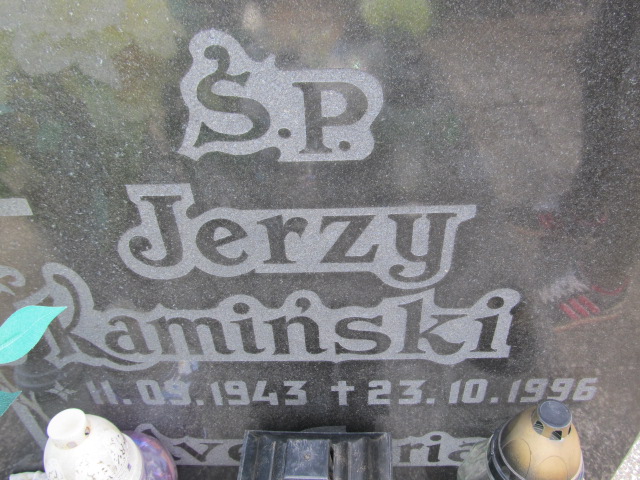 Ś.P.
Jerzy
Kamiński
11.09.1943 † 23.10.1996